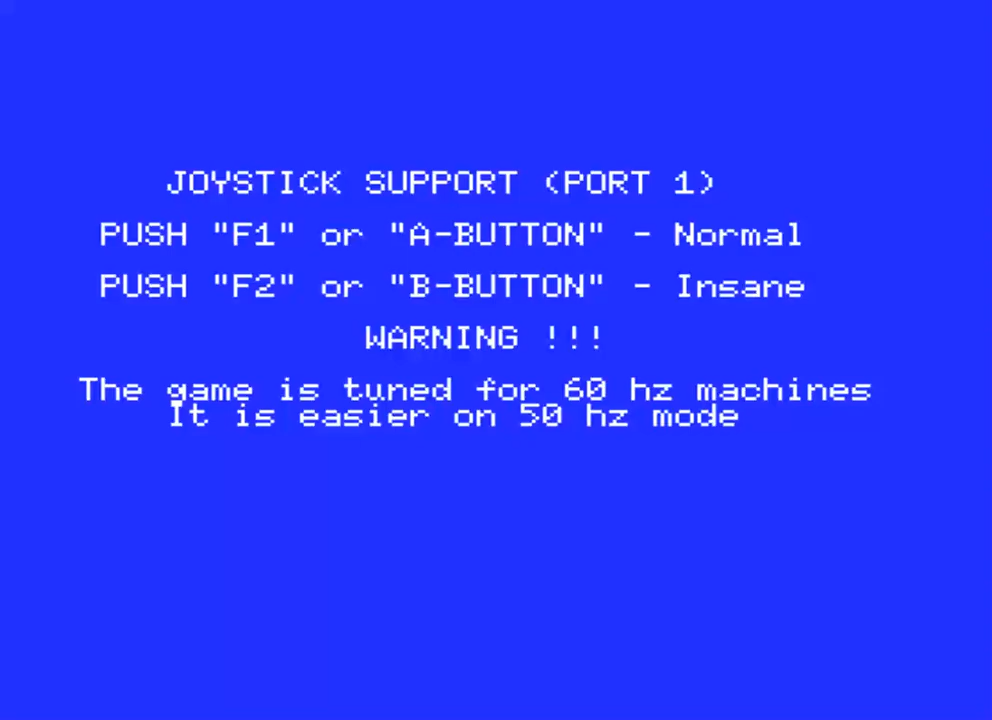 JOYSTICK SUPPORT (PORT 1)
PUSH "F1" or "A-BUTTON" - Normal
PUSH "F2" or "B-BUTTON" - Insane
WARNING !!!
The game is tuned for 60 hz machines
It is easier on 50 hz mode